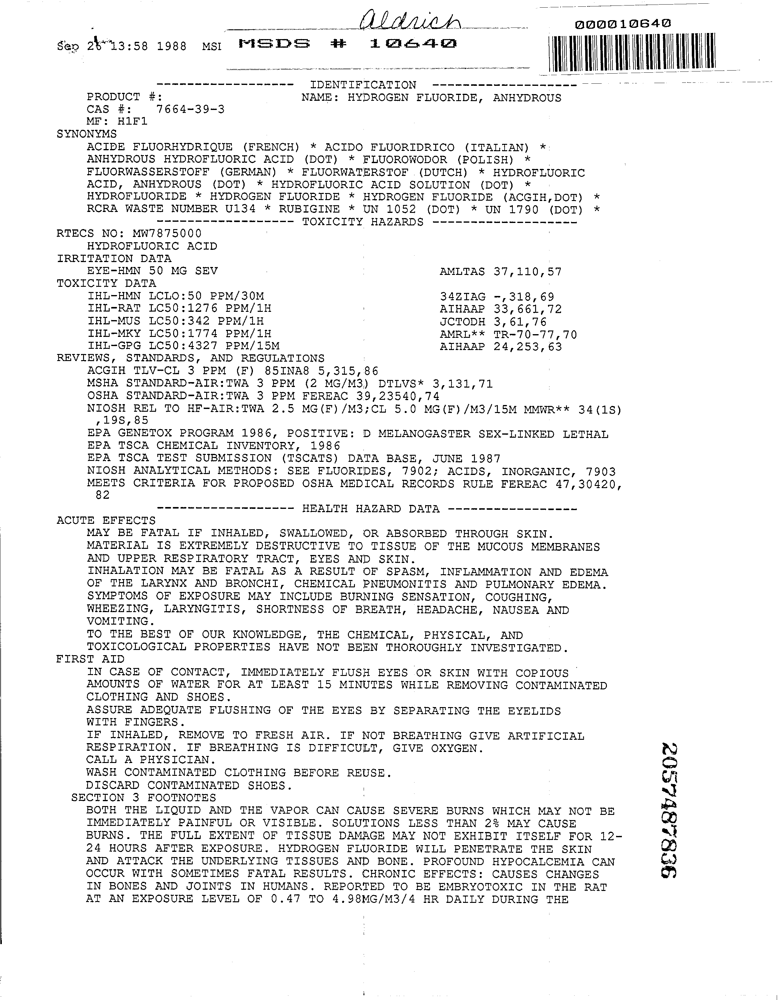 Aldrich
000010640
Sep 26 13:58 1988 MSI MSDS # 10640
------------------ IDENTIFICATION ------------------
PRODUCT #: NAME: HYDROGEN FLUORIDE, ANHYDROUS
CAS #: 7664-39-3
MF: H1F1
SYNONYMS
ACIDE FLUORHYDRIQUE (FRENCH) * ACIDO FLUORIDRICO (ITALIAN) *
ANHYDROUS HYDROFLUORIC ACID (DOT) * FLUOROWODOR (POLISH) *
FLUORWASSERSTOFF (GERMAN) * FLUORWATERSTOF (DUTCH) * HYDROFLUORIC
ACID, ANHYDROUS (DOT) * HYDROFLUORIC ACID SOLUTION (DOT) *
HYDROFLUORIDE * HYDROGEN FLUORIDE * HYDROGEN FLUORIDE (ACGIH,DOT) *
RCRA WASTE NUMBER U134 * RUBIGINE * UN 1052 (DOT) * UN 1790 (DOT) *
------------------ TOXICITY HAZARDS -------------------
RTECS NO: MW7875000
HYDROFLUORIC ACID
IRRITATION DATA
EYE-HMN 50 MG SEV AMLTAS 37,110,57
TOXICITY DATA
IHL-HMN LCLO:50 PPM/30M 34ZIAG -,318,69
IHL-RAT LC50:1276 PPM/1H AIHAAP 33,661,72
IHL-MUS LC50:342 PPM/1H JCTODH 3,61,76
IHL-MKY LC50:1774 PPM/1H AMRL** TR-70-77,70
IHL-GPG LC50:4327 PPM/15M AIHAAP 24,253,63
REVIEWS, STANDARDS, AND REGULATIONS
ACGIH TLV-CL 3 PPM (F) 85INA8 5,315,86
MSHA STANDARD-AIR:TWA 3 PPM (2 MG/M3) DTLVS* 3,131,71
OSHA STANDARD-AIR:TWA 3 PPM FEREAC 39,23540,74
NIOSH REL TO HF-AIR:TWA 2.5 MG(F)/M3;CL 5.0 MG(F)/M3/15M MMWR** 34(1S)
,19S,85
EPA GENETOX PROGRAM 1986, POSITIVE: D MELANOGASTER SEX-LINKED LETHAL
EPA TSCA CHEMICAL INVENTORY, 1986
EPA TSCA TEST SUBMISSION (TSCATS) DATA BASE, JUNE 1987
NIOSH ANALYTICAL METHODS: SEE FLUORIDES, 7902; ACIDS, INORGANIC, 7903
MEETS CRITERIA FOR PROPOSED OSHA MEDICAL RECORDS RULE FEREAC 47,30420,
82
------------------ HEALTH HAZARD DATA -----------------
ACUTE EFFECTS
MAY BE FATAL IF INHALED, SWALLOWED, OR ABSORBED THROUGH SKIN.
MATERIAL IS EXTREMELY DESTRUCTIVE TO TISSUE OF THE MUCOUS MEMBRANES
AND UPPER RESPIRATORY TRACT, EYES AND SKIN.
INHALATION MAY BE FATAL AS A RESULT OF SPASM, INFLAMMATION AND EDEMA
OF THE LARYNX AND BRONCHI, CHEMICAL PNEUMONITIS AND PULMONARY EDEMA.
SYMPTOMS OF EXPOSURE MAY INCLUDE BURNING SENSATION, COUGHING,
WHEEZING, LARYNGITIS, SHORTNESS OF BREATH, HEADACHE, NAUSEA AND
VOMITING.
TO THE BEST OF OUR KNOWLEDGE, THE CHEMICAL, PHYSICAL, AND
TOXICOLOGICAL PROPERTIES HAVE NOT BEEN THOROUGHLY INVESTIGATED.
FIRST AID
IN CASE OF CONTACT, IMMEDIATELY FLUSH EYES OR SKIN WITH COPIOUS
AMOUNTS OF WATER FOR AT LEAST 15 MINUTES WHILE REMOVING CONTAMINATED
CLOTHING AND SHOES.
ASSURE ADEQUATE FLUSHING OF THE EYES BY SEPARATING THE EYELIDS
WITH FINGERS.
IF INHALED, REMOVE TO FRESH AIR. IF NOT BREATHING GIVE ARTIFICIAL
RESPIRATION. IF BREATHING IS DIFFICULT, GIVE OXYGEN.
CALL A PHYSICIAN.
WASH CONTAMINATED CLOTHING BEFORE REUSE.
DISCARD CONTAMINATED SHOES.
SECTION 3 FOOTNOTES
BOTH THE LIQUID AND THE VAPOR CAN CAUSE SEVERE BURNS WHICH MAY NOT BE
IMMEDIATELY PAINFUL OR VISIBLE. SOLUTIONS LESS THAN 2% MAY CAUSE
BURNS. THE FULL EXTENT OF TISSUE DAMAGE MAY NOT EXHIBIT ITSELF FOR 12-
24 HOURS AFTER EXPOSURE. HYDROGEN FLUORIDE WILL PENETRATE THE SKIN
AND ATTACK THE UNDERLYING TISSUES AND BONE. PROFOUND HYPOCALCEMIA CAN
OCCUR WITH SOMETIMES FATAL RESULTS. CHRONIC EFFECTS: CAUSES CHANGES
IN BONES AND JOINTS IN HUMANS. REPORTED TO BE EMBRYOTOXIC IN THE RAT
AT AN EXPOSURE LEVEL OF 0.47 TO 4.98MG/M3/4 HR DAILY DURING THE
2057487836